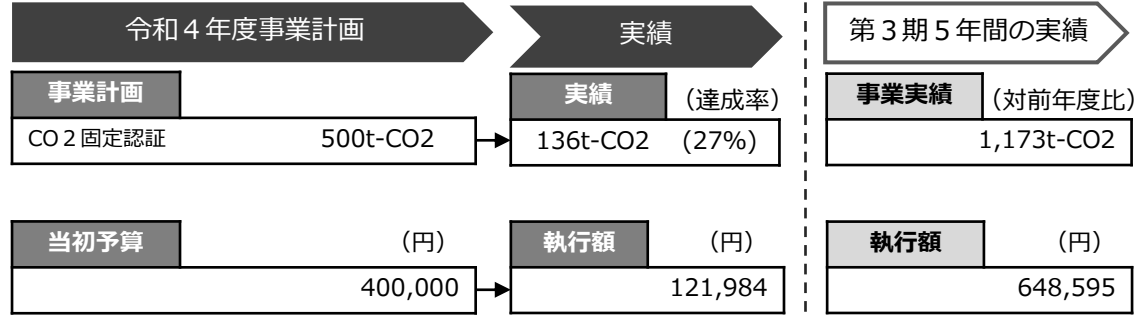 令和４年度事業計画
実績
第３期５年間の実績
事業計画
実績
(達成率)
事業実績
(対前年度比)
CO２固定認証
500t-CO2
136t-CO2 (27%)
1,173t-CO2
当初予算
(円)
執行額
(円)
執行額
(円)
400,000
121,984
648,595